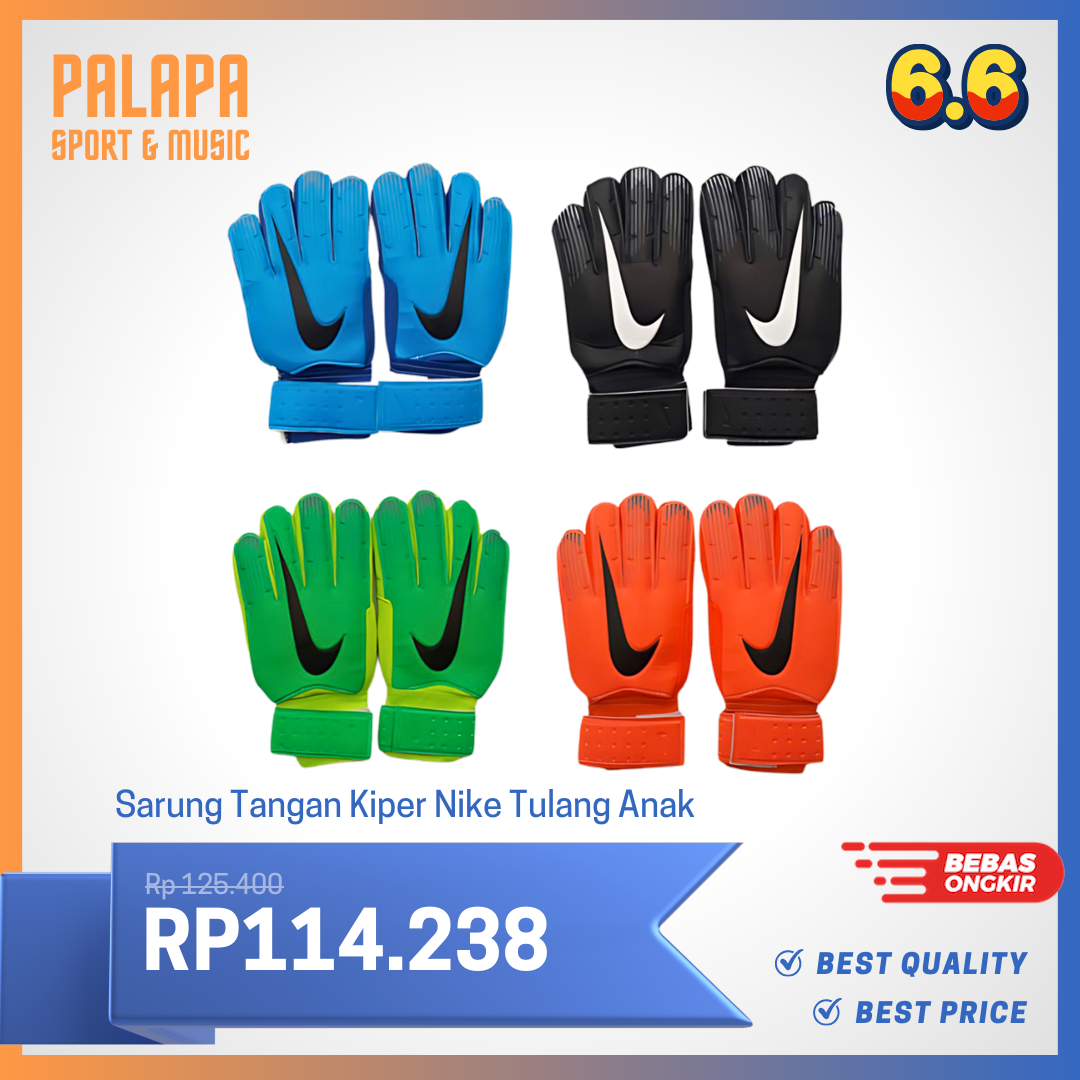 PALAPA
SPORT & MUSIC
6.6
Sarung Tangan Kiper Nike Tulang Anak
Rp 125.400
RP114.238
BEBAS
ONGKIR
BEST QUALITY
BEST PRICE